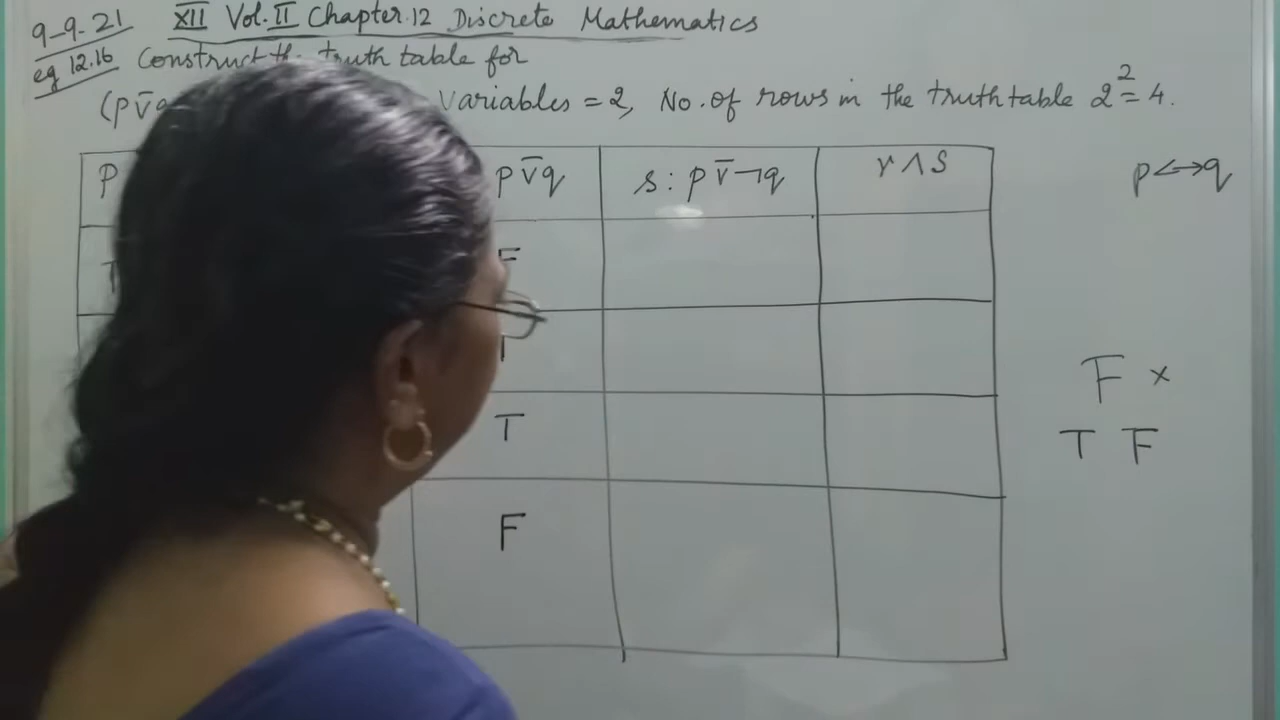 9-9-21 XII Vol.II Chapter.12 Discrete Mathematics
eg 12.16 Construct the truth table for
(p v̄ q Variables = 2, No. of rows in the truth table 2² = 4.
P p v̄ q s : p v̄ ¬q r ∧ S p ↔ q
T F
T
F ×
T T F
F